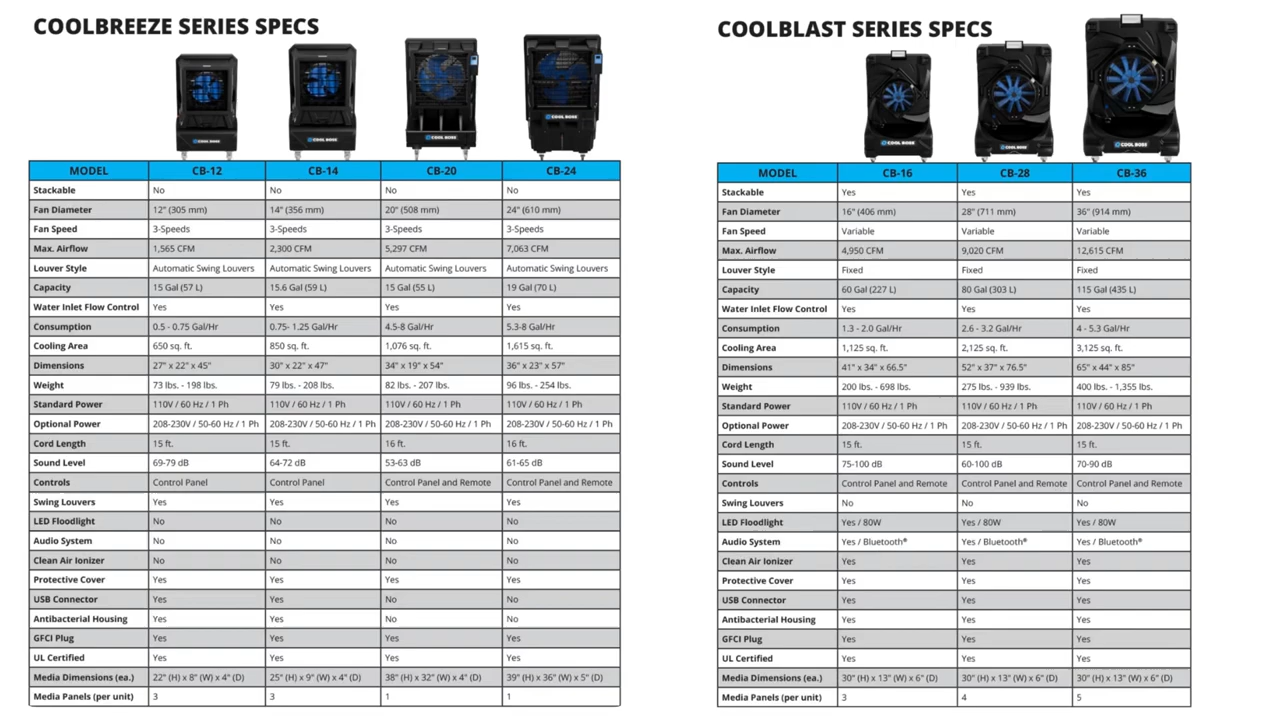 COOLBREEZE SERIES SPECS
COOL BOSS
COOL BOSS
COOL BOSS
COOL BOSS
MODEL CB-12 CB-14 CB-20 CB-24
Stackable No No No No
Fan Diameter 12" (305 mm) 14" (356 mm) 20" (508 mm) 24" (610 mm)
Fan Speed 3-Speeds 3-Speeds 3-Speeds 3-Speeds
Max. Airflow 1,565 CFM 2,300 CFM 5,297 CFM 7,063 CFM
Louver Style Automatic Swing Louvers Automatic Swing Louvers Automatic Swing Louvers Automatic Swing Louvers
Capacity 15 Gal (57 L) 15.6 Gal (59 L) 15 Gal (55 L) 19 Gal (70 L)
Water Inlet Flow Control Yes Yes Yes Yes
Consumption 0.5 - 0.75 Gal/Hr 0.75- 1.25 Gal/Hr 4.5-8 Gal/Hr 5.3-8 Gal/Hr
Cooling Area 650 sq. ft. 850 sq. ft. 1,076 sq. ft. 1,615 sq. ft.
Dimensions 27" x 22" x 45" 30" x 22" x 47" 34" x 19" x 54" 36" x 23" x 57"
Weight 73 lbs. - 198 lbs. 79 lbs. - 208 lbs. 82 lbs. - 207 lbs. 96 lbs. - 254 lbs.
Standard Power 110V / 60 Hz / 1 Ph 110V / 60 Hz / 1 Ph 110V / 60 Hz / 1 Ph 110V / 60 Hz / 1 Ph
Optional Power 208-230V / 50-60 Hz / 1 Ph 208-230V / 50-60 Hz / 1 Ph 208-230V / 50-60 Hz / 1 Ph 208-230V / 50-60 Hz / 1 Ph
Cord Length 15 ft. 15 ft. 16 ft. 16 ft.
Sound Level 69-79 dB 64-72 dB 53-63 dB 61-65 dB
Controls Control Panel Control Panel Control Panel and Remote Control Panel and Remote
Swing Louvers Yes Yes Yes Yes
LED Floodlight No No No No
Audio System No No No No
Clean Air Ionizer No No No No
Protective Cover Yes Yes Yes Yes
USB Connector Yes Yes No No
Antibacterial Housing Yes Yes No No
GFCI Plug Yes Yes Yes Yes
UL Certified Yes Yes Yes Yes
Media Dimensions (ea.) 22" (H) x 8" (W) x 4" (D) 25" (H) x 9" (W) x 4" (D) 38" (H) x 32" (W) x 4" (D) 39" (H) x 36" (W) x 5" (D)
Media Panels (per unit) 3 3 1 1
COOLBLAST SERIES SPECS
COOL BOSS
COOL BOSS
COOL BOSS
MODEL CB-16 CB-28 CB-36
Stackable Yes Yes Yes
Fan Diameter 16" (406 mm) 28" (711 mm) 36" (914 mm)
Fan Speed Variable Variable Variable
Max. Airflow 4,950 CFM 9,020 CFM 12,615 CFM
Louver Style Fixed Fixed Fixed
Capacity 60 Gal (227 L) 80 Gal (303 L) 115 Gal (435 L)
Water Inlet Flow Control Yes Yes Yes
Consumption 1.3 - 2.0 Gal/Hr 2.6 - 3.2 Gal/Hr 4 - 5.3 Gal/Hr
Cooling Area 1,125 sq. ft. 2,125 sq. ft. 3,125 sq. ft.
Dimensions 41" x 34" x 66.5" 52" x 37" x 76.5" 65" x 44" x 85"
Weight 200 lbs. - 698 lbs. 275 lbs. - 939 lbs. 400 lbs. - 1,355 lbs.
Standard Power 110V / 60 Hz / 1 Ph 110V / 60 Hz / 1 Ph 110V / 60 Hz / 1 Ph
Optional Power 208-230V / 50-60 Hz / 1 Ph 208-230V / 50-60 Hz / 1 Ph 208-230V / 50-60 Hz / 1 Ph
Cord Length 15 ft. 15 ft. 15 ft.
Sound Level 75-100 dB 60-100 dB 70-90 dB
Controls Control Panel and Remote Control Panel and Remote Control Panel and Remote
Swing Louvers No No No
LED Floodlight Yes / 80W Yes / 80W Yes / 80W
Audio System Yes / Bluetooth® Yes / Bluetooth® Yes / Bluetooth®
Clean Air Ionizer Yes Yes Yes
Protective Cover Yes Yes Yes
USB Connector Yes Yes Yes
Antibacterial Housing Yes Yes Yes
GFCI Plug Yes Yes Yes
UL Certified Yes Yes Yes
Media Dimensions (ea.) 30" (H) x 13" (W) x 6" (D) 30" (H) x 13" (W) x 6" (D) 30" (H) x 13" (W) x 6" (D)
Media Panels (per unit) 3 4 5